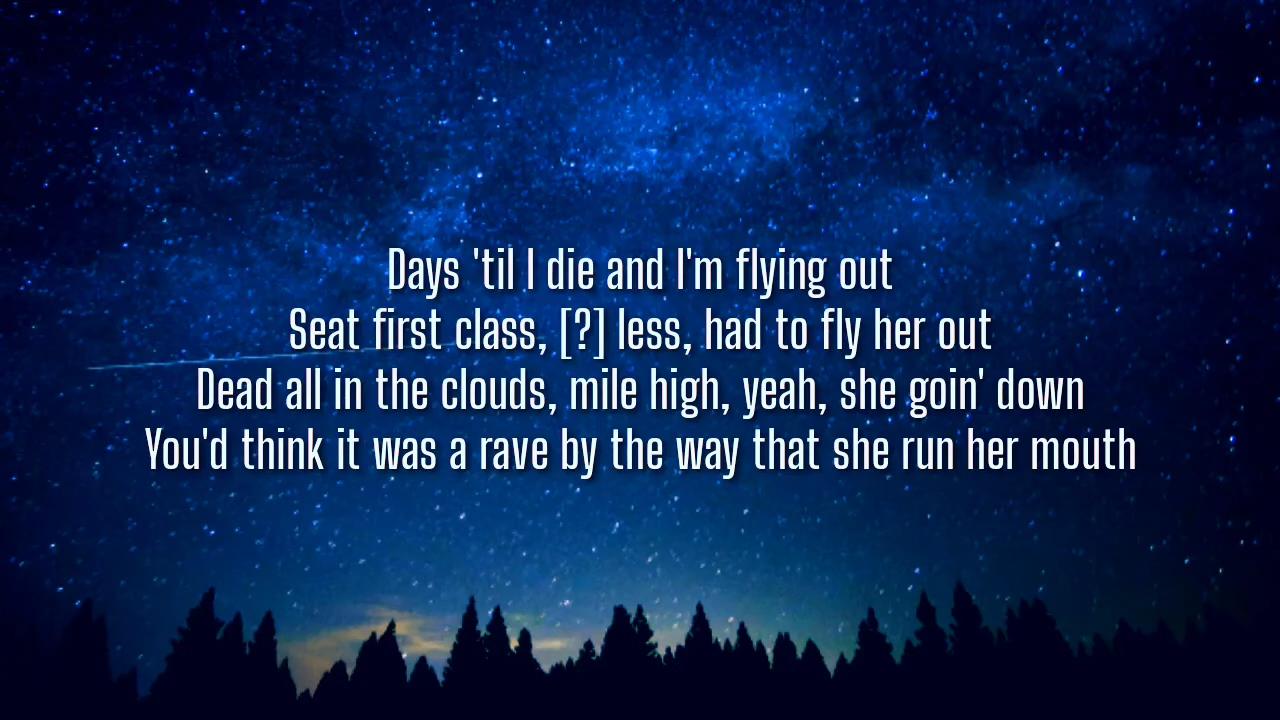 Days 'til I die and I'm flying out
Seat first class, [?] less, had to fly her out
Dead all in the clouds, mile high, yeah, she goin' down
You'd think it was a rave by the way that she run her mouth